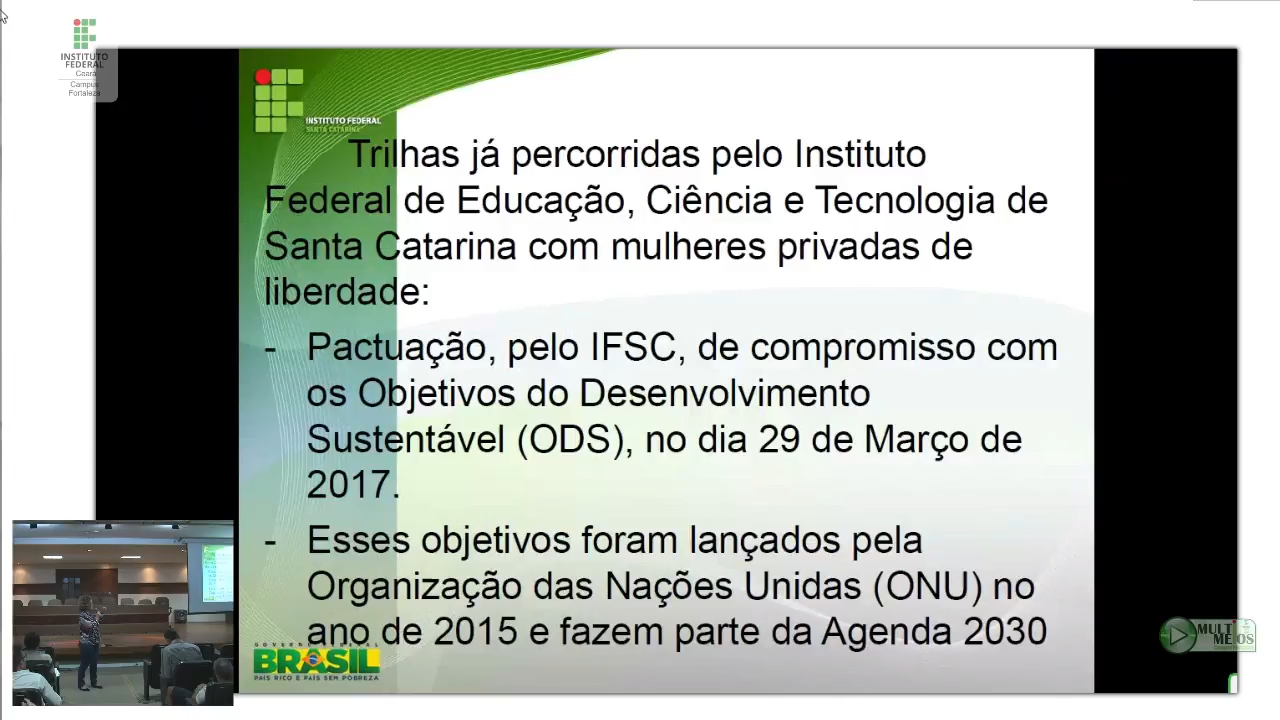 INSTITUTO
FEDERAL
Ceará
Campus
Fortaleza
INSTITUTO FEDERAL
SANTA CATARINA
Trilhas já percorridas pelo Instituto
Federal de Educação, Ciência e Tecnologia de
Santa Catarina com mulheres privadas de
liberdade:
- Pactuação, pelo IFSC, de compromisso com
os Objetivos do Desenvolvimento
Sustentável (ODS), no dia 29 de Março de
2017.
- Esses objetivos foram lançados pela
Organização das Nações Unidas (ONU) no
ano de 2015 e fazem parte da Agenda 2030
GOVERNO FEDERAL
BRASIL
PAÍS RICO É PAÍS SEM POBREZA
MULT
MEIOS